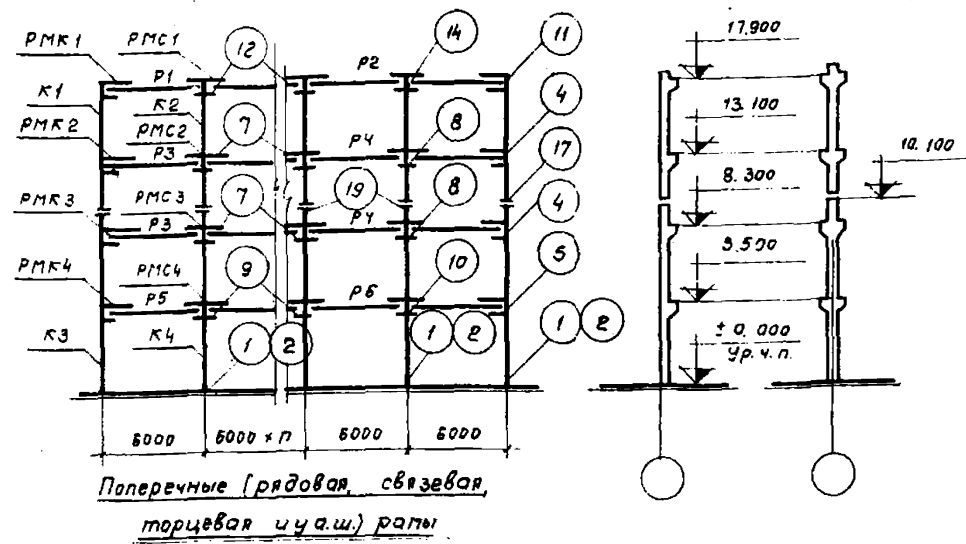 РМК1 РМС1 12 14 11 17.900
Р1 Р2
К1 К2 7 8 4 13.100
РМК2 РМС2
Р3 Р4 17 10.100
8.300
РМК3 РМС3 7 19 8 4
Р3 Р4
3.500
РМК4 РМС4 9 10 5
Р5 Р6
К3 К4 1 2 1 2 1 2 ± 0.000
Ур. ч. п.
6000 6000 × п 6000 6000
Поперечные (рядовая, связевая,
торцевая и у а.ш.) рамы